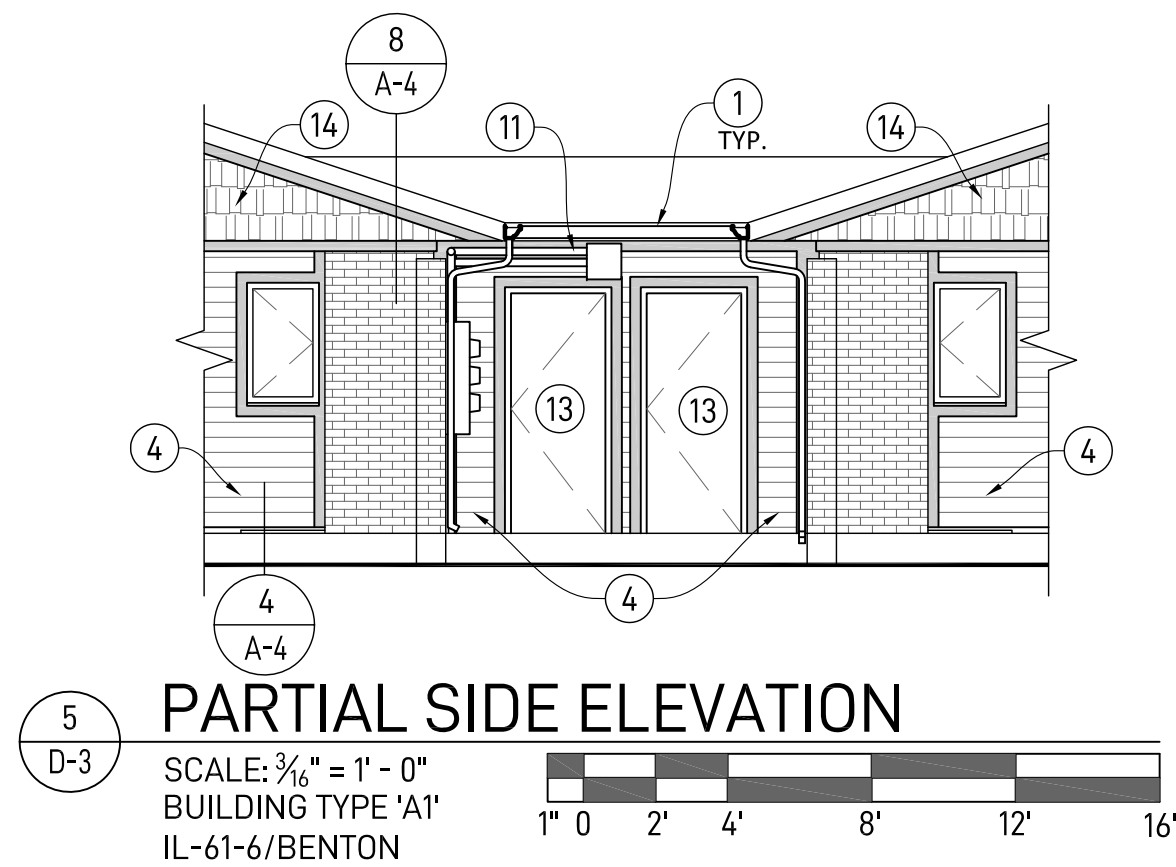 8
A-4
14
11
1
TYP.
14
13
13
4
4
4
4
A-4
5
D-3
PARTIAL SIDE ELEVATION
SCALE: 3/16" = 1' - 0"
BUILDING TYPE 'A1'
IL-61-6/BENTON
1" 0 2' 4' 8' 12' 16'